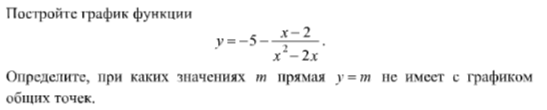 Постройте график функции
y = −5 − (x − 2)/(x² − 2x).
Определите, при каких значениях m прямая y = m не имеет с графиком
общих точек.